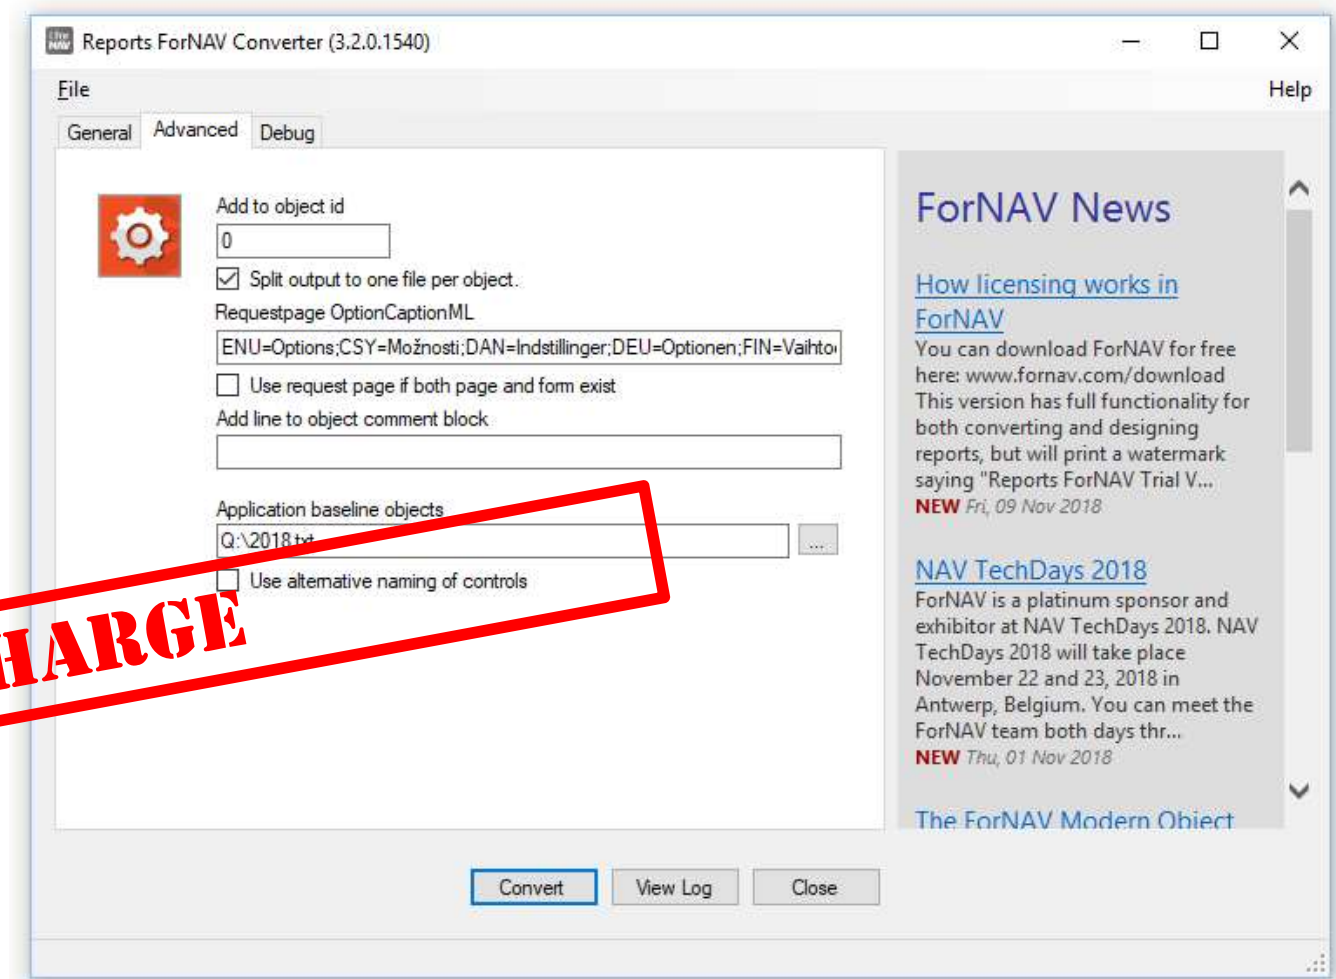 Reports ForNAV Converter (3.2.0.1540)
File
Help
General
Advanced
Debug
Add to object id
0
Split output to one file per object.
Requestpage OptionCaptionML
ENU=Options;CSY=Možnosti;DAN=Indstillinger;DEU=Optionen;FIN=Vaihto
Use request page if both page and form exist
Add line to object comment block
Application baseline objects
Q:\2018.txt
...
Use alternative naming of controls
HARGE
ForNAV News
How licensing works in
ForNAV
You can download ForNAV for free
here: www.fornav.com/download
This version has full functionality for
both converting and designing
reports, but will print a watermark
saying "Reports ForNAV Trial V...
NEW Fri, 09 Nov 2018
NAV TechDays 2018
ForNAV is a platinum sponsor and
exhibitor at NAV TechDays 2018. NAV
TechDays 2018 will take place
November 22 and 23, 2018 in
Antwerp, Belgium. You can meet the
ForNAV team both days thr...
NEW Thu, 01 Nov 2018
The ForNAV Modern Object
Convert
View Log
Close